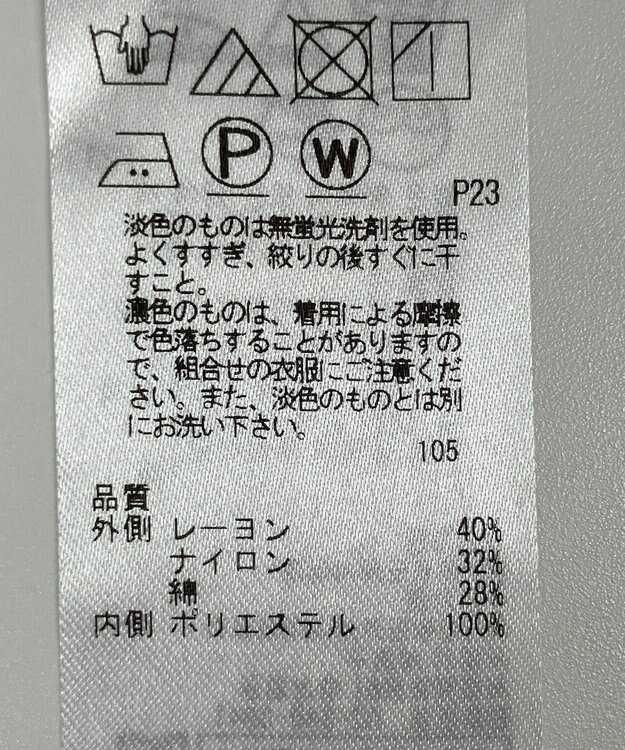 P
W
P23
淡色のものは無蛍光洗剤を使用。
よくすすぎ、絞りの後すぐに干
すこと。
濃色のものは、着用による摩擦
で色落ちすることがありますの
で、組合せの衣服にご注意くだ
さい。また、淡色のものとは別
にお洗い下さい。
105
品質
外側 レーヨン 40%
ナイロン 32%
綿 28%
内側 ポリエステル 100%